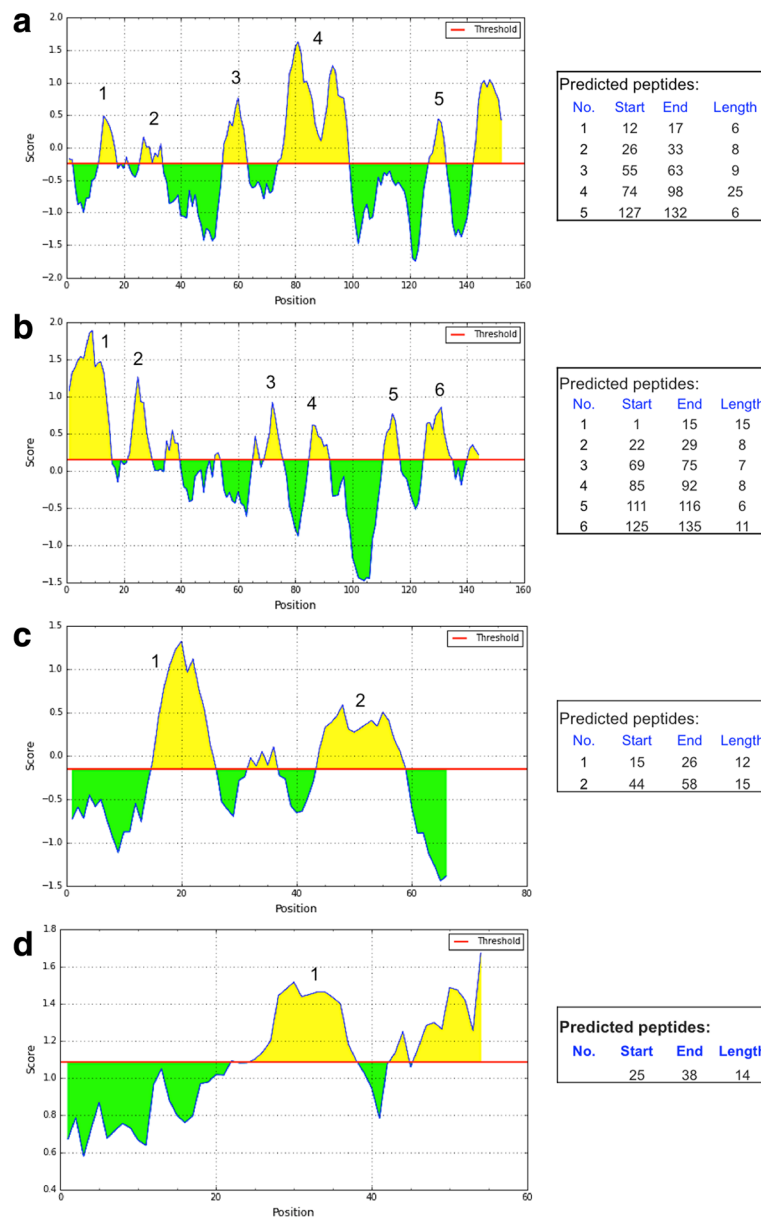 a
2.0
1.5
1.0
0.5
0.0
−0.5
−1.0
−1.5
−2.0
Score
1
2
3
4
5
Threshold
0
20
40
60
80
100
120
140
160
Position
Predicted peptides:
No. Start End Length
1 12 17 6
2 26 33 8
3 55 63 9
4 74 98 25
5 127 132 6
b
2.0
1.5
1.0
0.5
0.0
−0.5
−1.0
−1.5
Score
1
2
3
4
5
6
Threshold
0
20
40
60
80
100
120
140
160
Position
Predicted peptides:
No. Start End Length
1 1 15 15
2 22 29 8
3 69 75 7
4 85 92 8
5 111 116 6
6 125 135 11
c
1.5
1.0
0.5
0.0
−0.5
−1.0
−1.5
Score
1
2
Threshold
0
20
40
60
80
Position
Predicted peptides:
No. Start End Length
1 15 26 12
2 44 58 15
d
1.8
1.6
1.4
1.2
1.0
0.8
0.6
0.4
Score
1
Threshold
0
20
40
60
Position
Predicted peptides:
No. Start End Length
25 38 14